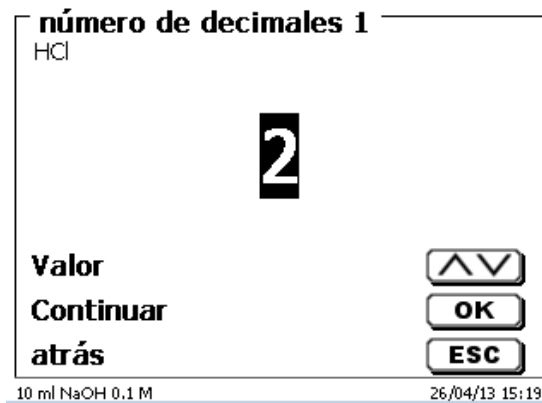 número de decimales 1
HCl
2
Valor
Continuar OK
atrás ESC
10 ml NaOH 0.1 M 26/04/13 15:19